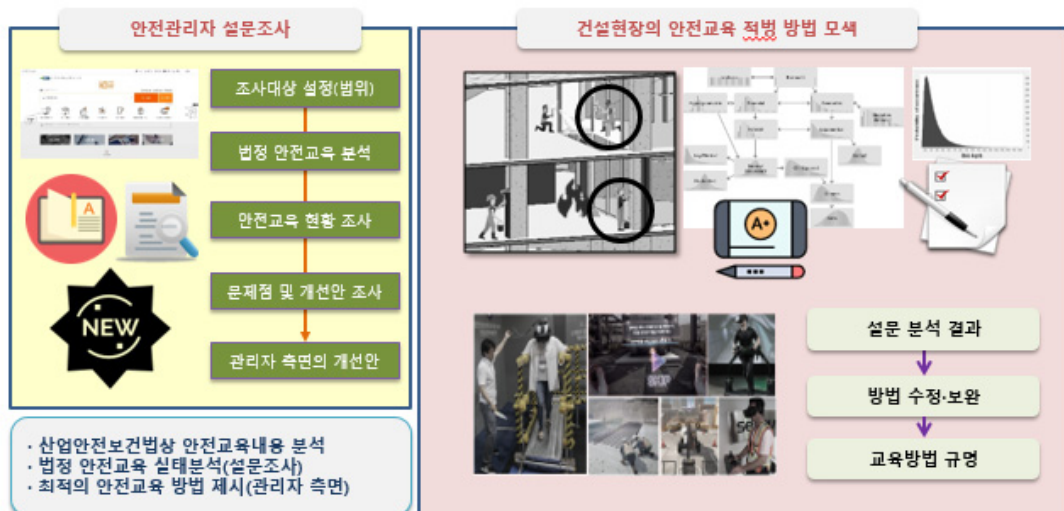 안전관리자 설문조사
조사대상 설정(범위)
법정 안전교육 분석
안전교육 현황 조사
문제점 및 개선안 조사
관리자 측면의 개선안
A
NEW
· 산업안전보건법상 안전교육내용 분석
· 법정 안전교육 실태분석(설문조사)
· 최적의 안전교육 방법 제시(관리자 측면)
건설현장의 안전교육 적벙 방법 모색
A+
설문 분석 결과
방법 수정·보완
교육방법 규명